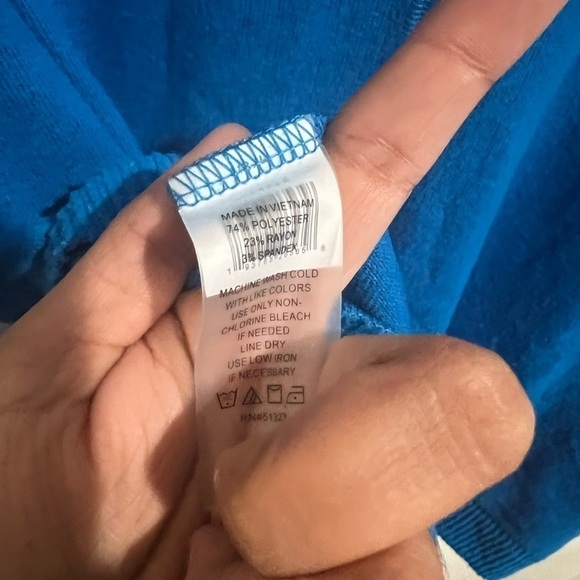 MADE IN VIETNAM
74% POLYESTER
23% RAYON
3% SPANDEX
MACHINE WASH COLD
WITH LIKE COLORS
USE ONLY NON-
CHLORINE BLEACH
IF NEEDED
LINE DRY
USE LOW IRON
IF NECESSARY